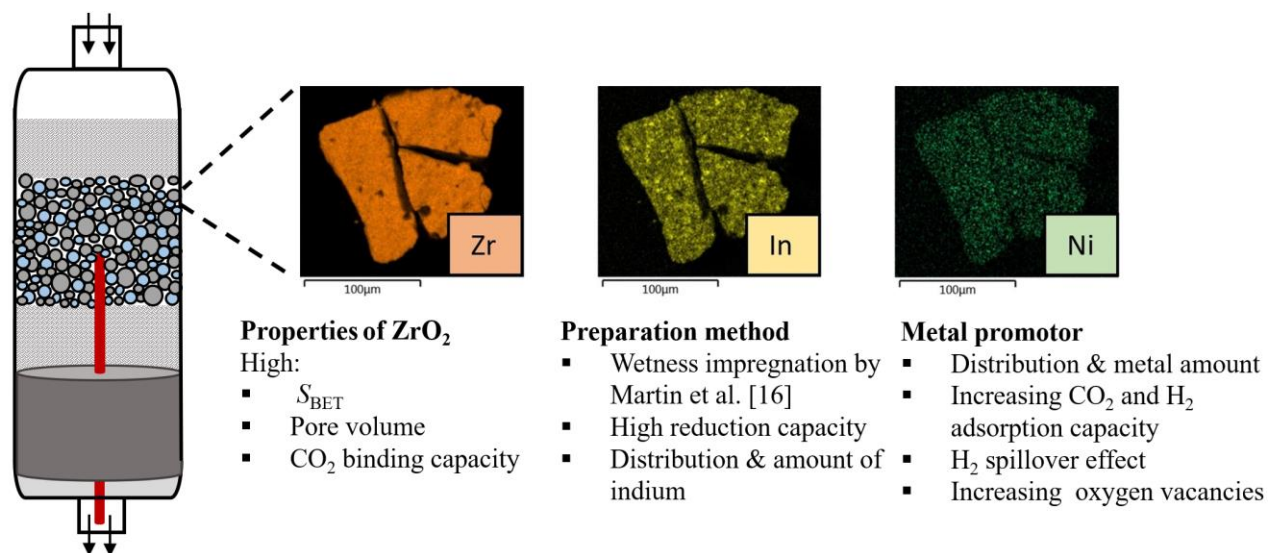 Zr
In
Ni
100μm
100μm
100μm
Properties of ZrO₂
High:
▪ S_BET
▪ Pore volume
▪ CO₂ binding capacity
Preparation method
▪ Wetness impregnation by
Martin et al. [16]
▪ High reduction capacity
▪ Distribution & amount of
indium
Metal promotor
▪ Distribution & metal amount
▪ Increasing CO₂ and H₂
adsorption capacity
▪ H₂ spillover effect
▪ Increasing oxygen vacancies